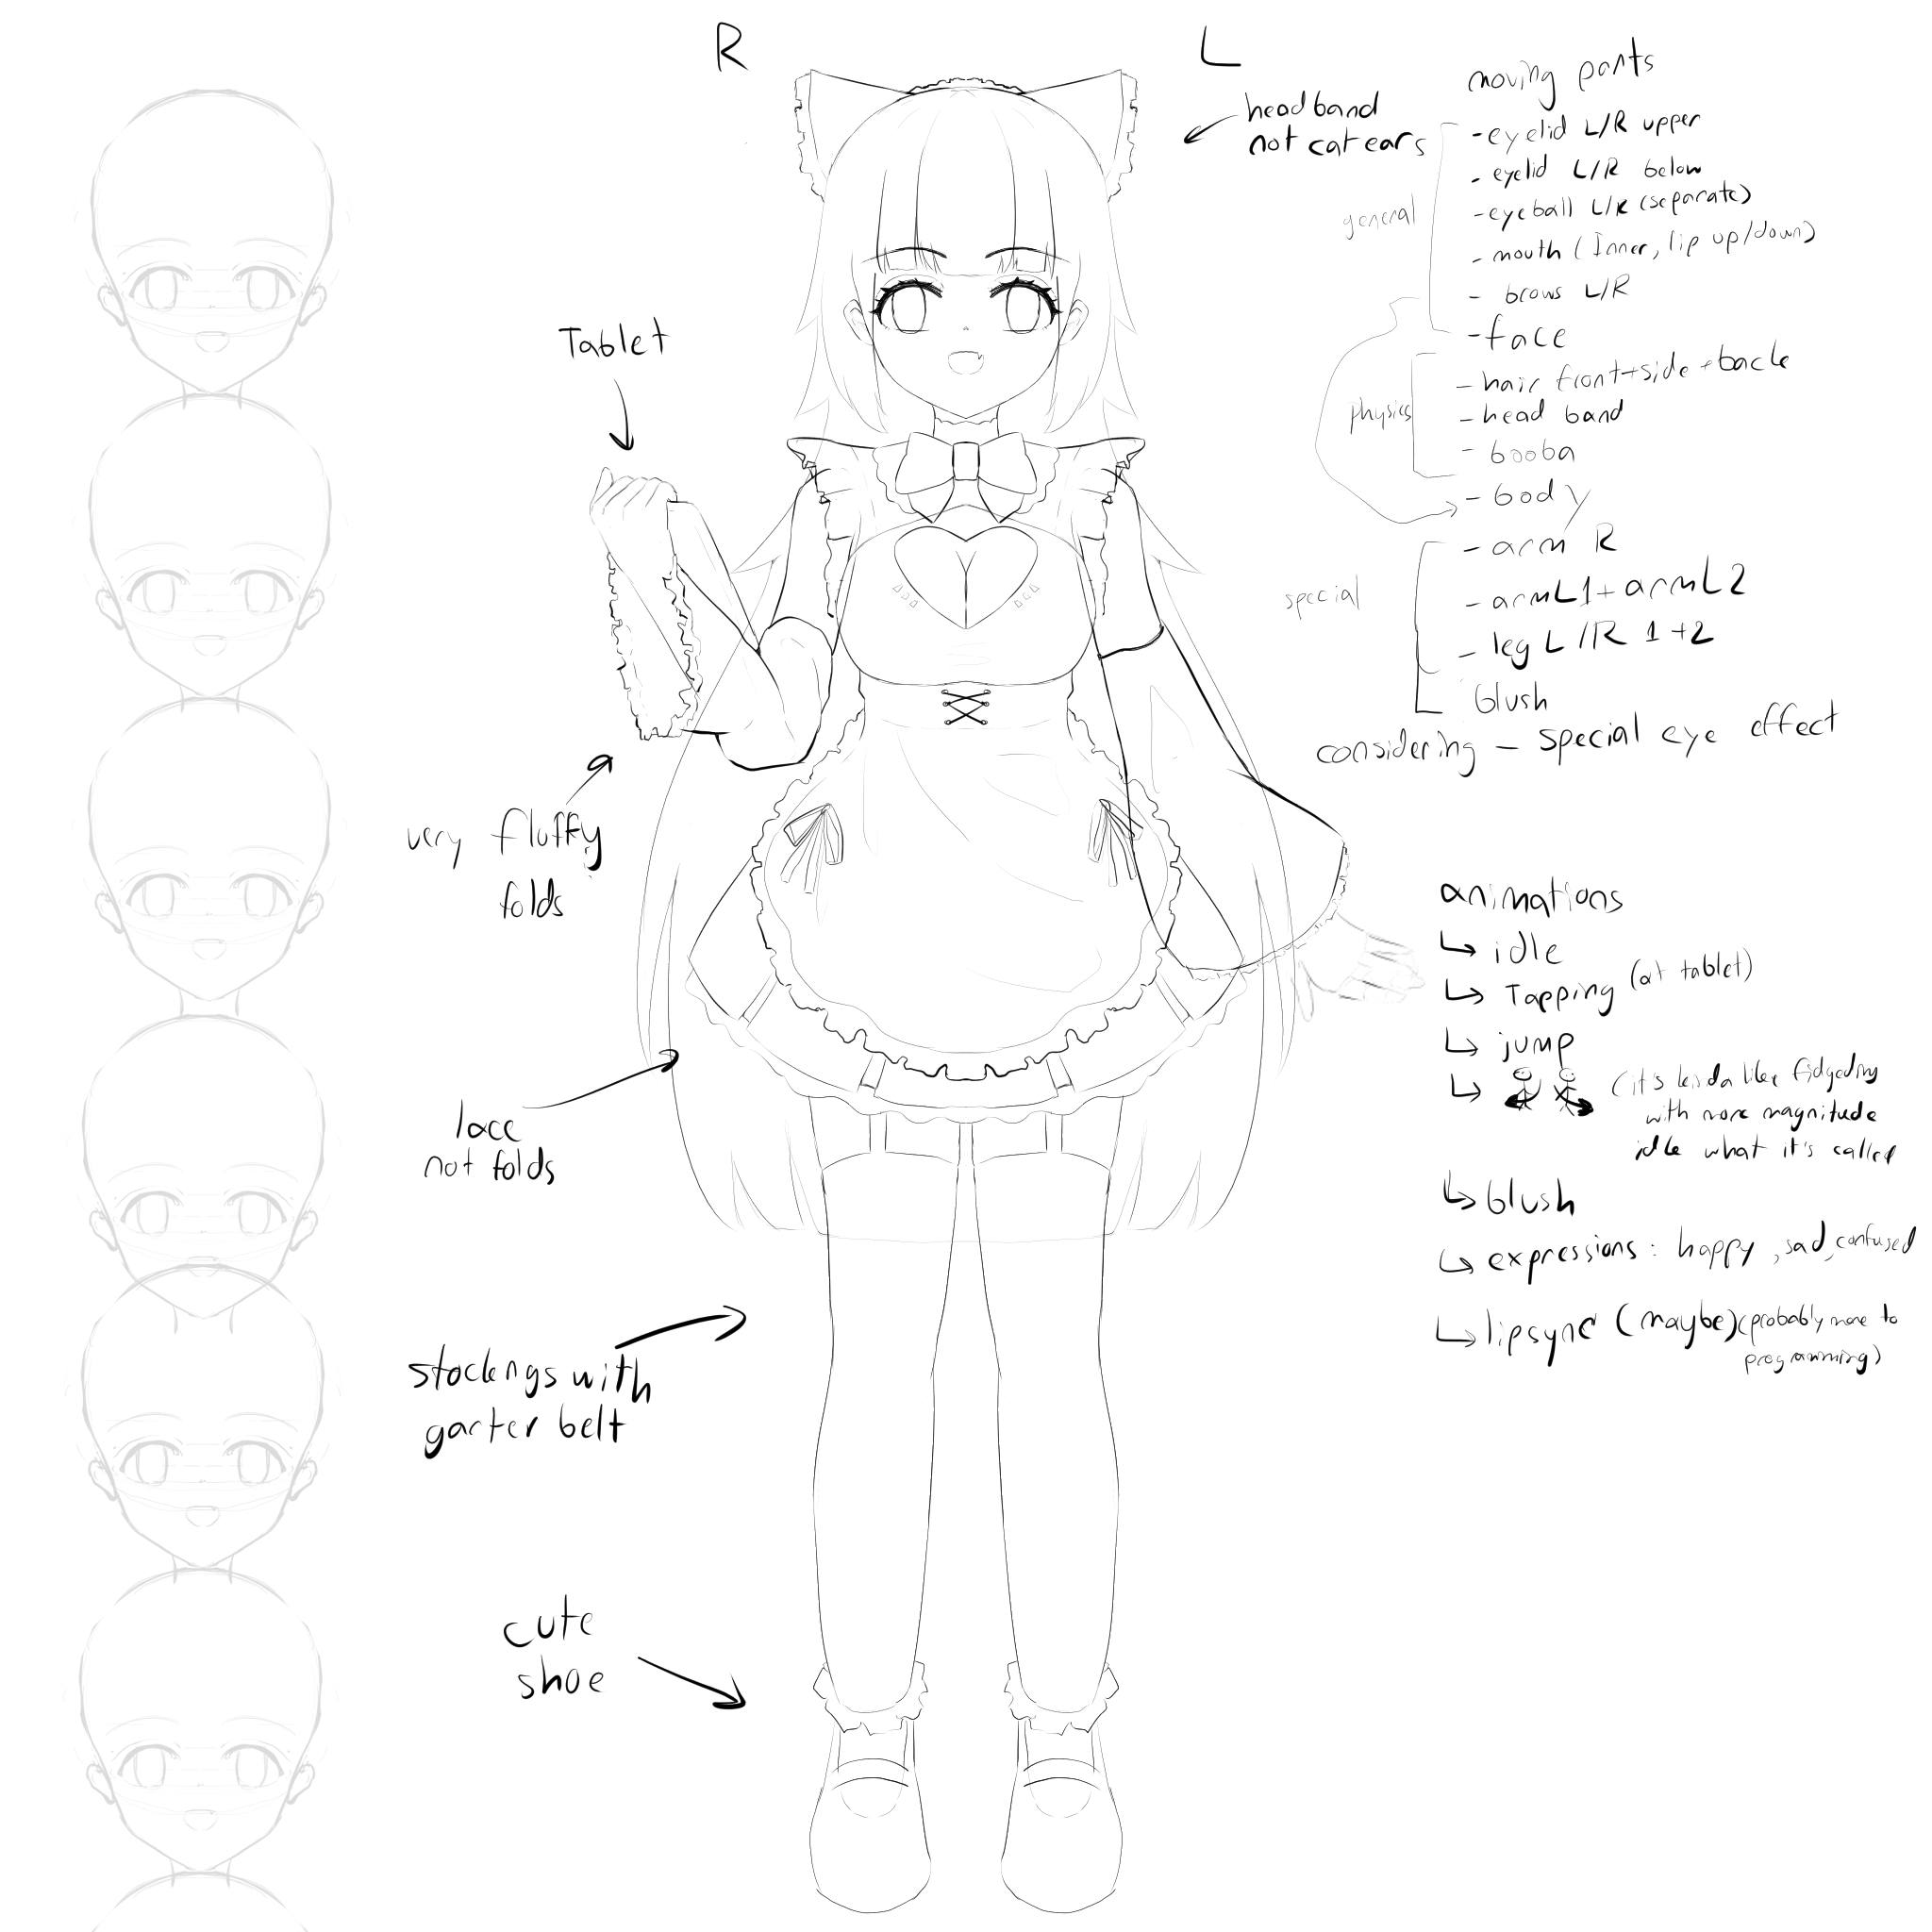 R
L
headband
not cat ears
Tablet
very fluffy
folds
lace
not folds
stockings with
garter belt
cute
shoe
moving parts
general
- eyelid L/R upper
- eyelid L/R below
- eyeball L/R (separate)
- mouth (Inner, lip up/down)
- brows L/R
- face
physics
- hair front+side+back
- head band
- booba
- body
special
- arm R
- armL1 + armL2
- leg L/R 1+2
blush
considering - special eye effect
animations
↳ idle
↳ Tapping (at tablet)
↳ jump
↳ (it's kinda like fidgeding
with more magnitude
idk what it's called
↳ blush
↳ expressions: happy, sad, confused
↳ lipsync (maybe) (probably more to
programming)